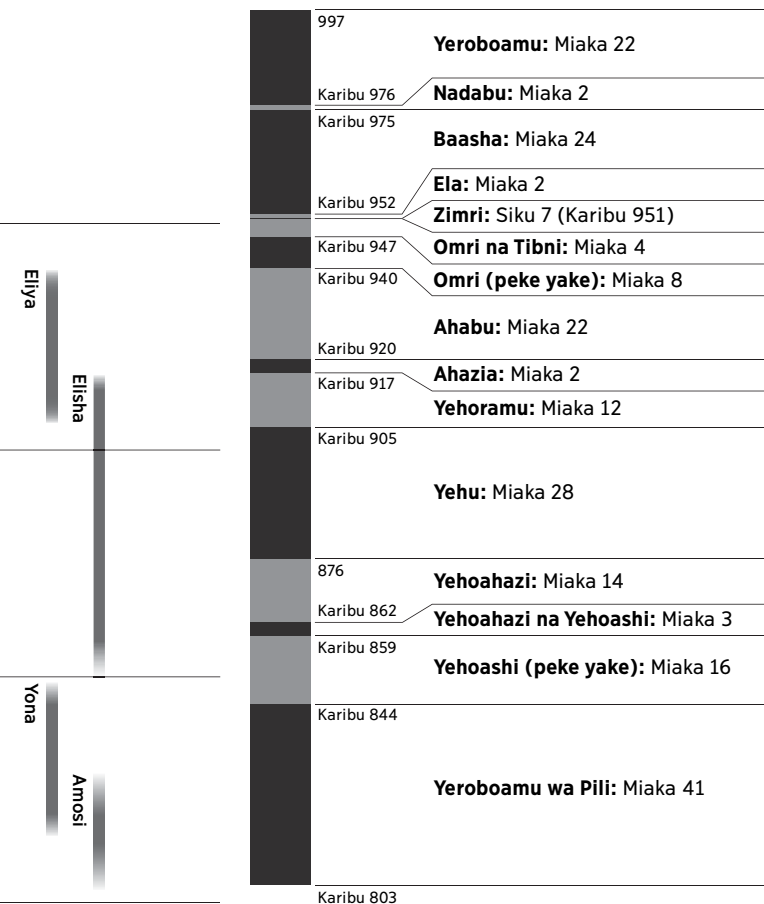 997
Yeroboamu: Miaka 22
Karibu 976
Nadabu: Miaka 2
Karibu 975
Baasha: Miaka 24
Ela: Miaka 2
Karibu 952
Zimri: Siku 7 (Karibu 951)
Karibu 947
Omri na Tibni: Miaka 4
Karibu 940
Omri (peke yake): Miaka 8
Ahabu: Miaka 22
Karibu 920
Ahazia: Miaka 2
Karibu 917
Yehoramu: Miaka 12
Karibu 905
Yehu: Miaka 28
876
Yehoahazi: Miaka 14
Karibu 862
Yehoahazi na Yehoashi: Miaka 3
Karibu 859
Yehoashi (peke yake): Miaka 16
Karibu 844
Yeroboamu wa Pili: Miaka 41
Karibu 803
Eliya
Elisha
Yona
Amosi